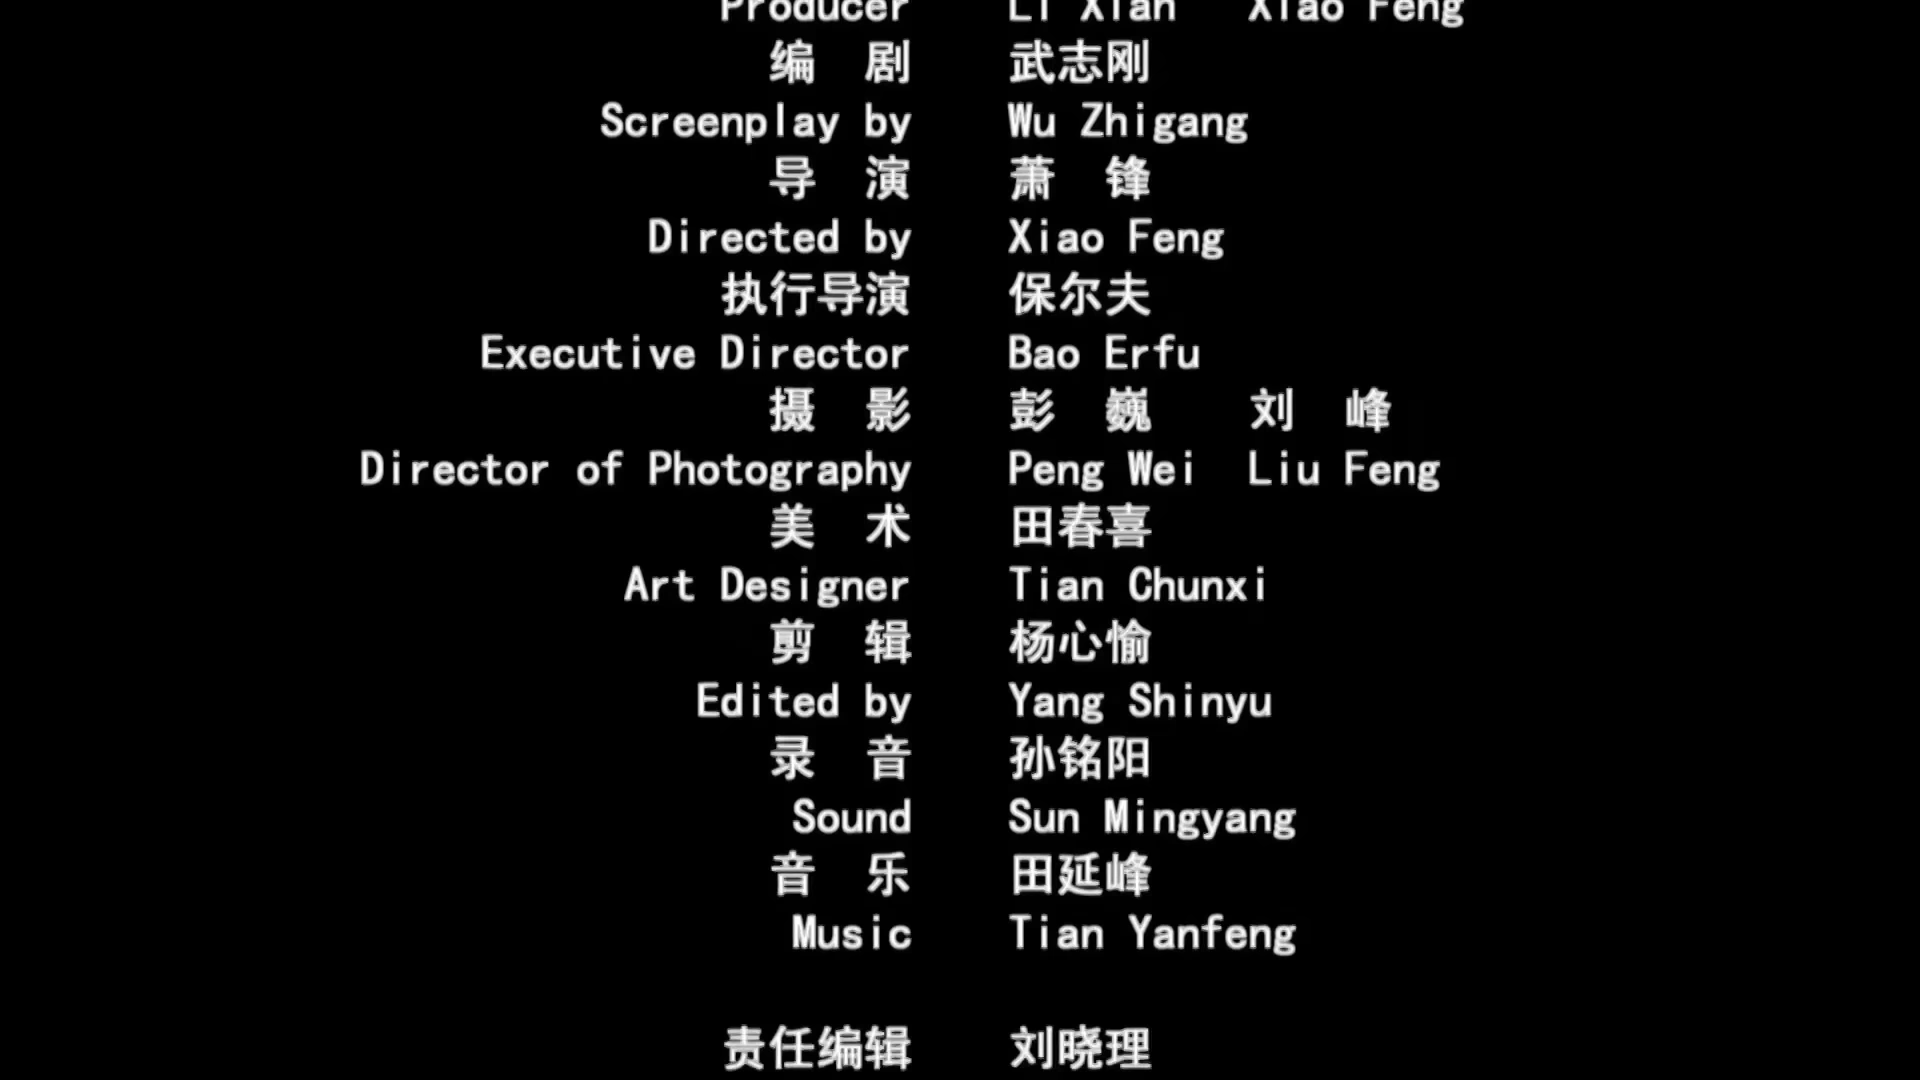 Producer Li Xian Xiao Feng
编 剧 武志刚
Screenplay by Wu Zhigang
导 演 萧 锋
Directed by Xiao Feng
执行导演 保尔夫
Executive Director Bao Erfu
摄 影 彭 巍 刘 峰
Director of Photography Peng Wei Liu Feng
美 术 田春喜
Art Designer Tian Chunxi
剪 辑 杨心愉
Edited by Yang Shinyu
录 音 孙铭阳
Sound Sun Mingyang
音 乐 田延峰
Music Tian Yanfeng
责任编辑 刘晓理